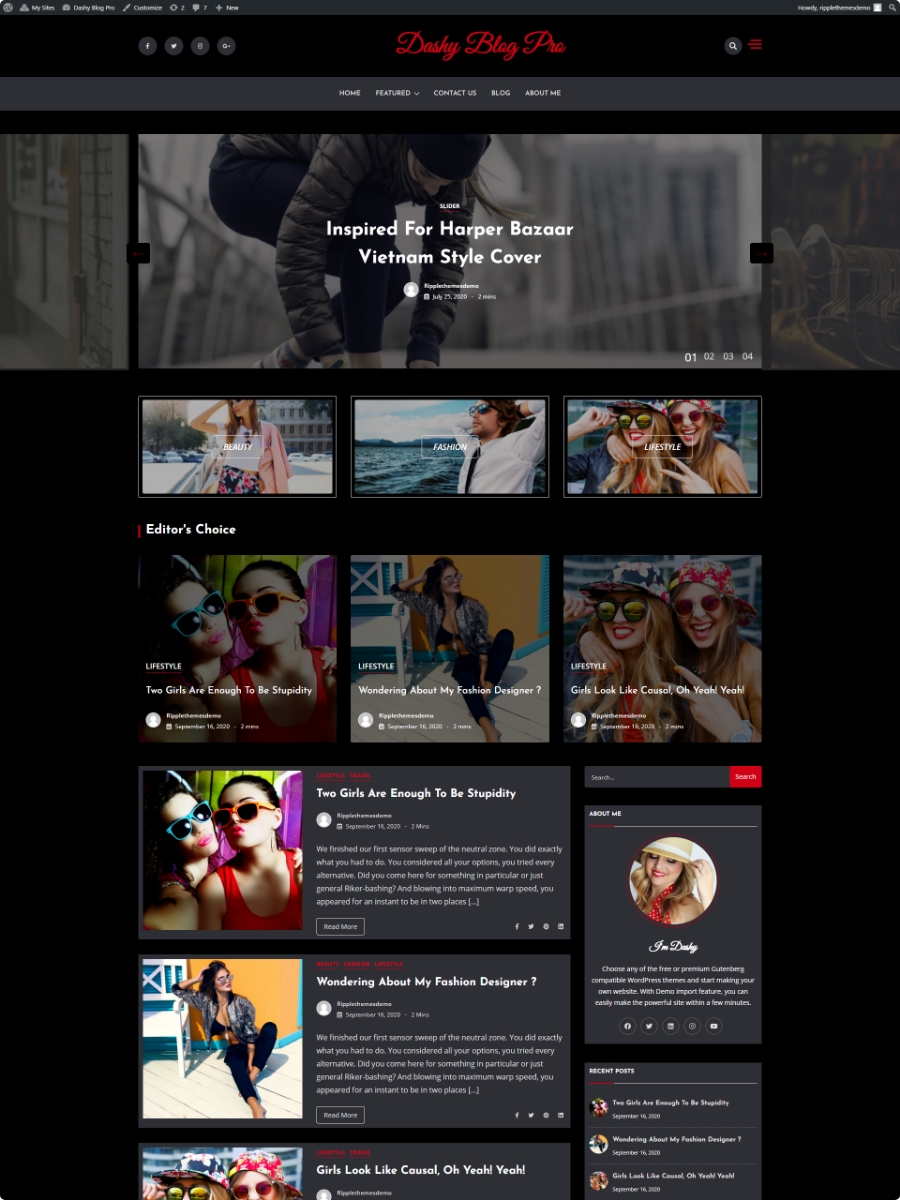 My Sites Dashy Blog Pro Customize 2 7 New Howdy, ripplethemesdemo
G+
Dashy Blog Pro
HOME FEATURED CONTACT US BLOG ABOUT ME
SLIDER
Inspired For Harper Bazaar
Vietnam Style Cover
Ripplethemesdemo
July 25, 2020 - 2 mins
01 02 03 04
BEAUTY FASHION LIFESTYLE
Editor's Choice
LIFESTYLE
Two Girls Are Enough To Be Stupidity
Ripplethemesdemo
September 16, 2020 - 2 mins
LIFESTYLE
Wondering About My Fashion Designer ?
Ripplethemesdemo
September 16, 2020 - 2 mins
LIFESTYLE
Girls Look Like Causal, Oh Yeah! Yeah!
Ripplethemesdemo
September 16, 2020 - 2 mins
LIFESTYLE TRAVEL
Two Girls Are Enough To Be Stupidity
Ripplethemesdemo
September 16, 2020 - 2 Mins
We finished our first sensor sweep of the neutral zone. You did exactly
what you had to do. You considered all your options, you tried every
alternative. Did you come here for something in particular or just
general Riker-bashing? And blowing into maximum warp speed, you
appeared for an instant to be in two places [...]
Read More
BEAUTY FASHION LIFESTYLE
Wondering About My Fashion Designer ?
Ripplethemesdemo
September 16, 2020 - 2 Mins
We finished our first sensor sweep of the neutral zone. You did exactly
what you had to do. You considered all your options, you tried every
alternative. Did you come here for something in particular or just
general Riker-bashing? And blowing into maximum warp speed, you
appeared for an instant to be in two places [...]
Read More
LIFESTYLE TRAVEL
Girls Look Like Causal, Oh Yeah! Yeah!
Ripplethemesdemo
Search... Search
ABOUT ME
I'm Dashy
Choose any of the free or premium Gutenberg
compatible WordPress themes and start making your
own website. With Demo Import feature, you can
easily make the powerful site within a few minutes.
RECENT POSTS
Two Girls Are Enough To Be Stupidity
September 16, 2020
Wondering About My Fashion Designer ?
September 16, 2020
Girls Look Like Causal, Oh Yeah! Yeah!
September 16, 2020